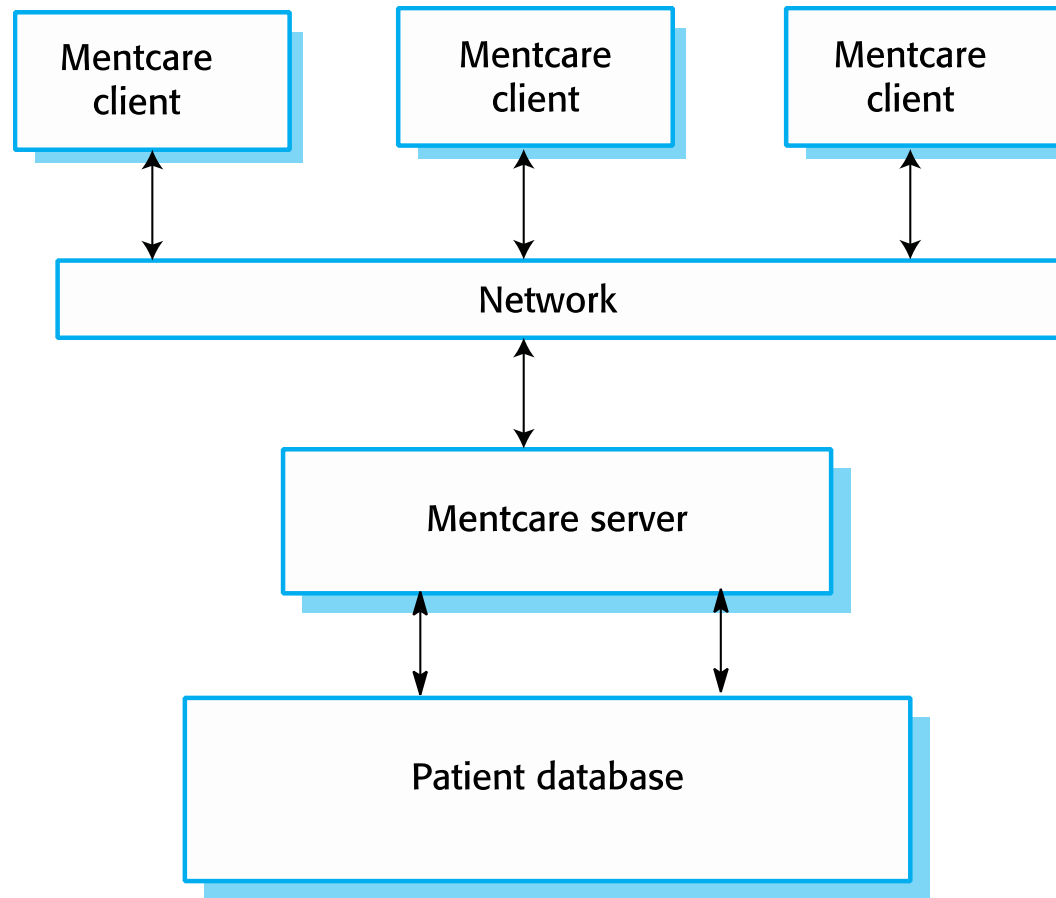 Mentcare
client
Mentcare
client
Mentcare
client
Network
Mentcare server
Patient database